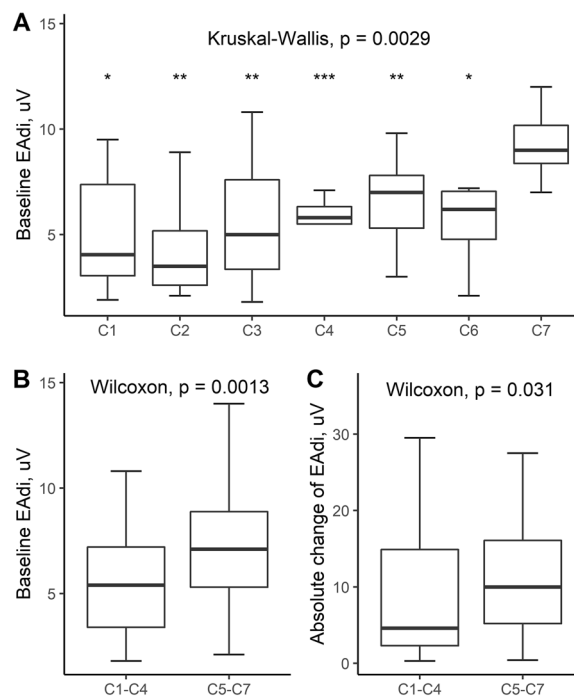 A
Kruskal-Wallis, p = 0.0029
* ** ** *** ** *
Baseline EAdi, uV
15
10
5
C1 C2 C3 C4 C5 C6 C7
B
Wilcoxon, p = 0.0013
Baseline EAdi, uV
15
10
5
C1-C4 C5-C7
C
Wilcoxon, p = 0.031
Absolute change of EAdi, uV
30
20
10
0
C1-C4 C5-C7